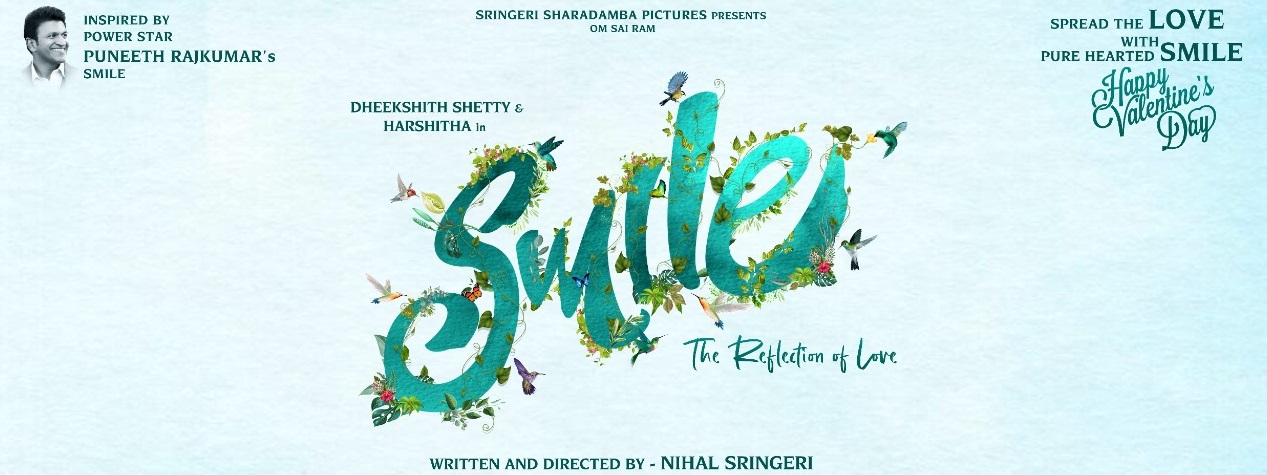 INSPIRED BY
POWER STAR
PUNEETH RAJKUMAR's
SMILE
SRINGERI SHARADAMBA PICTURES PRESENTS
OM SAI RAM
SPREAD THE LOVE
WITH
PURE HEARTED SMILE
Happy
Valentine's
Day
DHEEKSHITH SHETTY &
HARSHITHA in
Smile
The Reflection of Love
WRITTEN AND DIRECTED BY - NIHAL SRINGERI